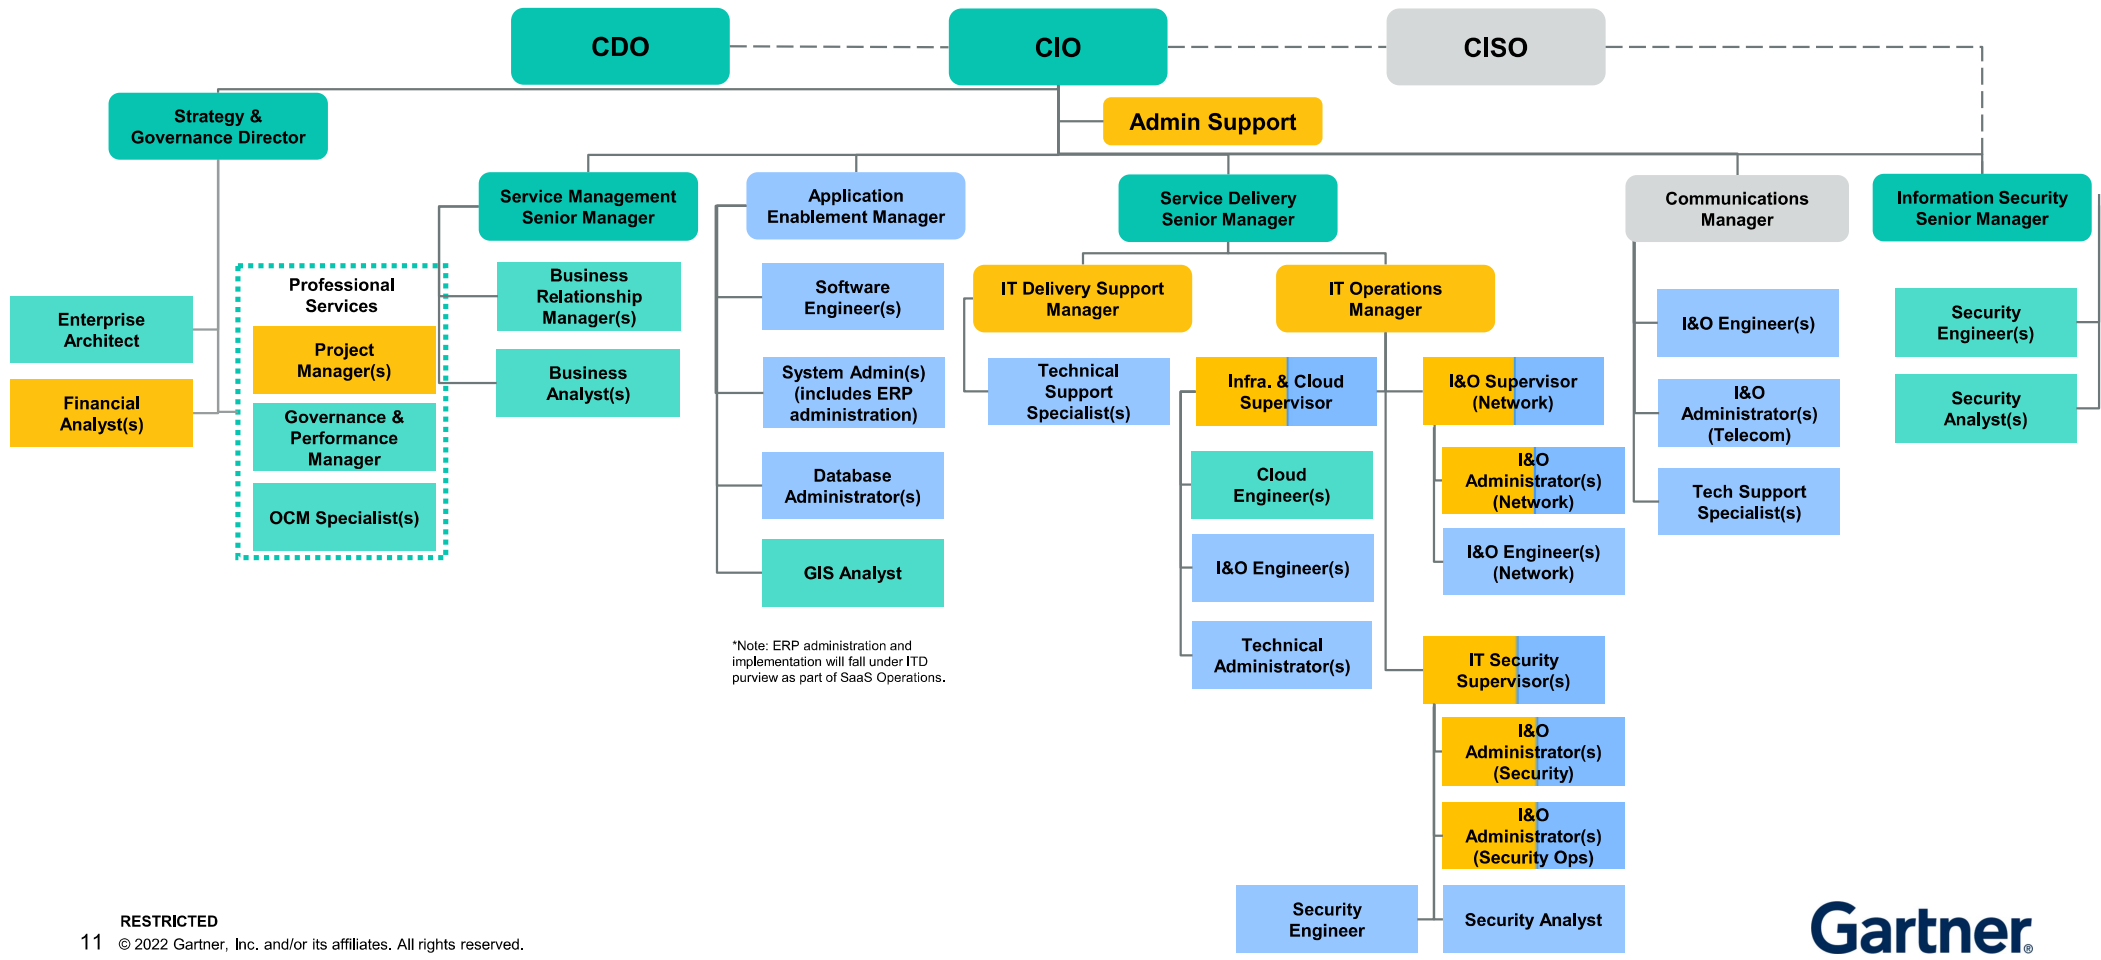 CDO
CIO
CISO
Strategy &
Governance Director
Admin Support
Service Management
Senior Manager
Application
Enablement Manager
Service Delivery
Senior Manager
Communications
Manager
Information Security
Senior Manager
Enterprise
Architect
Financial
Analyst(s)
Professional
Services
Project
Manager(s)
Governance &
Performance
Manager
OCM Specialist(s)
Business
Relationship
Manager(s)
Business
Analyst(s)
Software
Engineer(s)
System Admin(s)
(includes ERP
administration)
Database
Administrator(s)
GIS Analyst
*Note: ERP administration and
implementation will fall under ITD
purview as part of SaaS Operations.
IT Delivery Support
Manager
Technical
Support
Specialist(s)
IT Operations
Manager
Infra. & Cloud
Supervisor
Cloud
Engineer(s)
I&O Engineer(s)
Technical
Administrator(s)
I&O Supervisor
(Network)
I&O
Administrator(s)
(Network)
I&O Engineer(s)
(Network)
IT Security
Supervisor(s)
I&O
Administrator(s)
(Security)
I&O
Administrator(s)
(Security Ops)
Security
Engineer
Security Analyst
I&O Engineer(s)
I&O
Administrator(s)
(Telecom)
Tech Support
Specialist(s)
Security
Engineer(s)
Security
Analyst(s)
RESTRICTED
11 © 2022 Gartner, Inc. and/or its affiliates. All rights reserved.
Gartner®